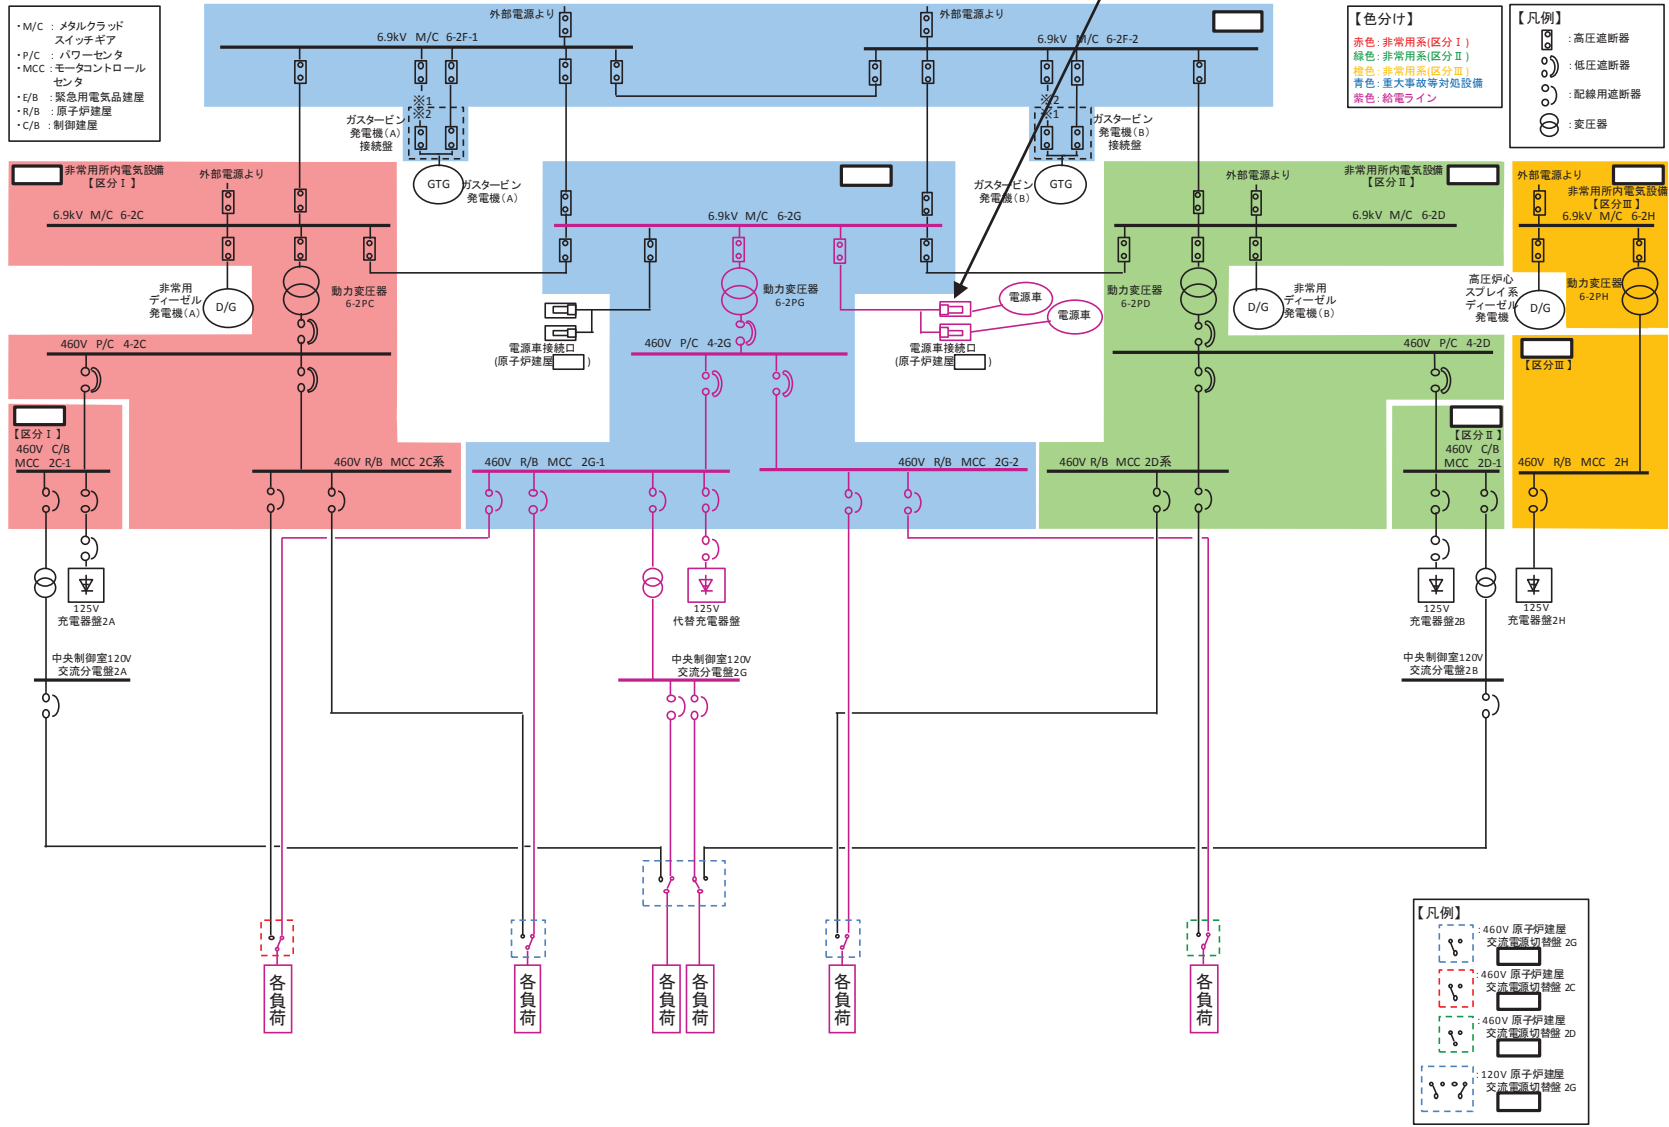 ・M/C : メタルクラッド
スイッチギア
・P/C : パワーセンタ
・MCC : モータコントロール
センタ
・E/B : 緊急用電気品建屋
・R/B : 原子炉建屋
・C/B : 制御建屋
外部電源より
外部電源より
6.9kV M/C 6-2F-1
6.9kV M/C 6-2F-2
【色分け】
赤色: 非常用系(区分Ⅰ)
緑色: 非常用系(区分Ⅱ)
橙色: 非常用系(区分Ⅲ)
青色: 重大事故等対処設備
紫色: 給電ライン
【凡例】
: 高圧遮断器
: 低圧遮断器
: 配線用遮断器
: 変圧器
※1
※2
ガスタービン
発電機(A)
接続盤
※2
※1
ガスタービン
発電機(B)
接続盤
GTG
ガスタービン
発電機(A)
ガスタービン
発電機(B)
GTG
非常用所内電気設備
【区分Ⅰ】
外部電源より
6.9kV M/C 6-2C
6.9kV M/C 6-2G
外部電源より
非常用所内電気設備
【区分Ⅱ】
6.9kV M/C 6-2D
外部電源より
非常用所内電気設備
【区分Ⅲ】
6.9kV M/C 6-2H
非常用
ディーゼル
発電機(A)
D/G
動力変圧器
6-2PC
動力変圧器
6-2PG
電源車
電源車
動力変圧器
6-2PD
D/G
非常用
ディーゼル
発電機(B)
高圧炉心
スプレイ系
ディーゼル
発電機
D/G
動力変圧器
6-2PH
460V P/C 4-2C
電源車接続口
(原子炉建屋 )
460V P/C 4-2G
電源車接続口
(原子炉建屋 )
460V P/C 4-2D
【区分Ⅲ】
【区分Ⅰ】
460V C/B
MCC 2C-1
460V R/B MCC 2C系
460V R/B MCC 2G-1
460V R/B MCC 2G-2
460V R/B MCC 2D系
【区分Ⅱ】
460V C/B
MCC 2D-1
460V R/B MCC 2H
125V
充電器盤2A
125V
代替充電器盤
125V
充電器盤2B
125V
充電器盤2H
中央制御室120V
交流分電盤2A
中央制御室120V
交流分電盤2G
中央制御室120V
交流分電盤2B
各負荷
各負荷
各負荷
各負荷
各負荷
各負荷
【凡例】
: 460V 原子炉建屋
交流電源切替盤 2G
: 460V 原子炉建屋
交流電源切替盤 2C
: 460V 原子炉建屋
交流電源切替盤 2D
: 120V 原子炉建屋
交流電源切替盤 2G